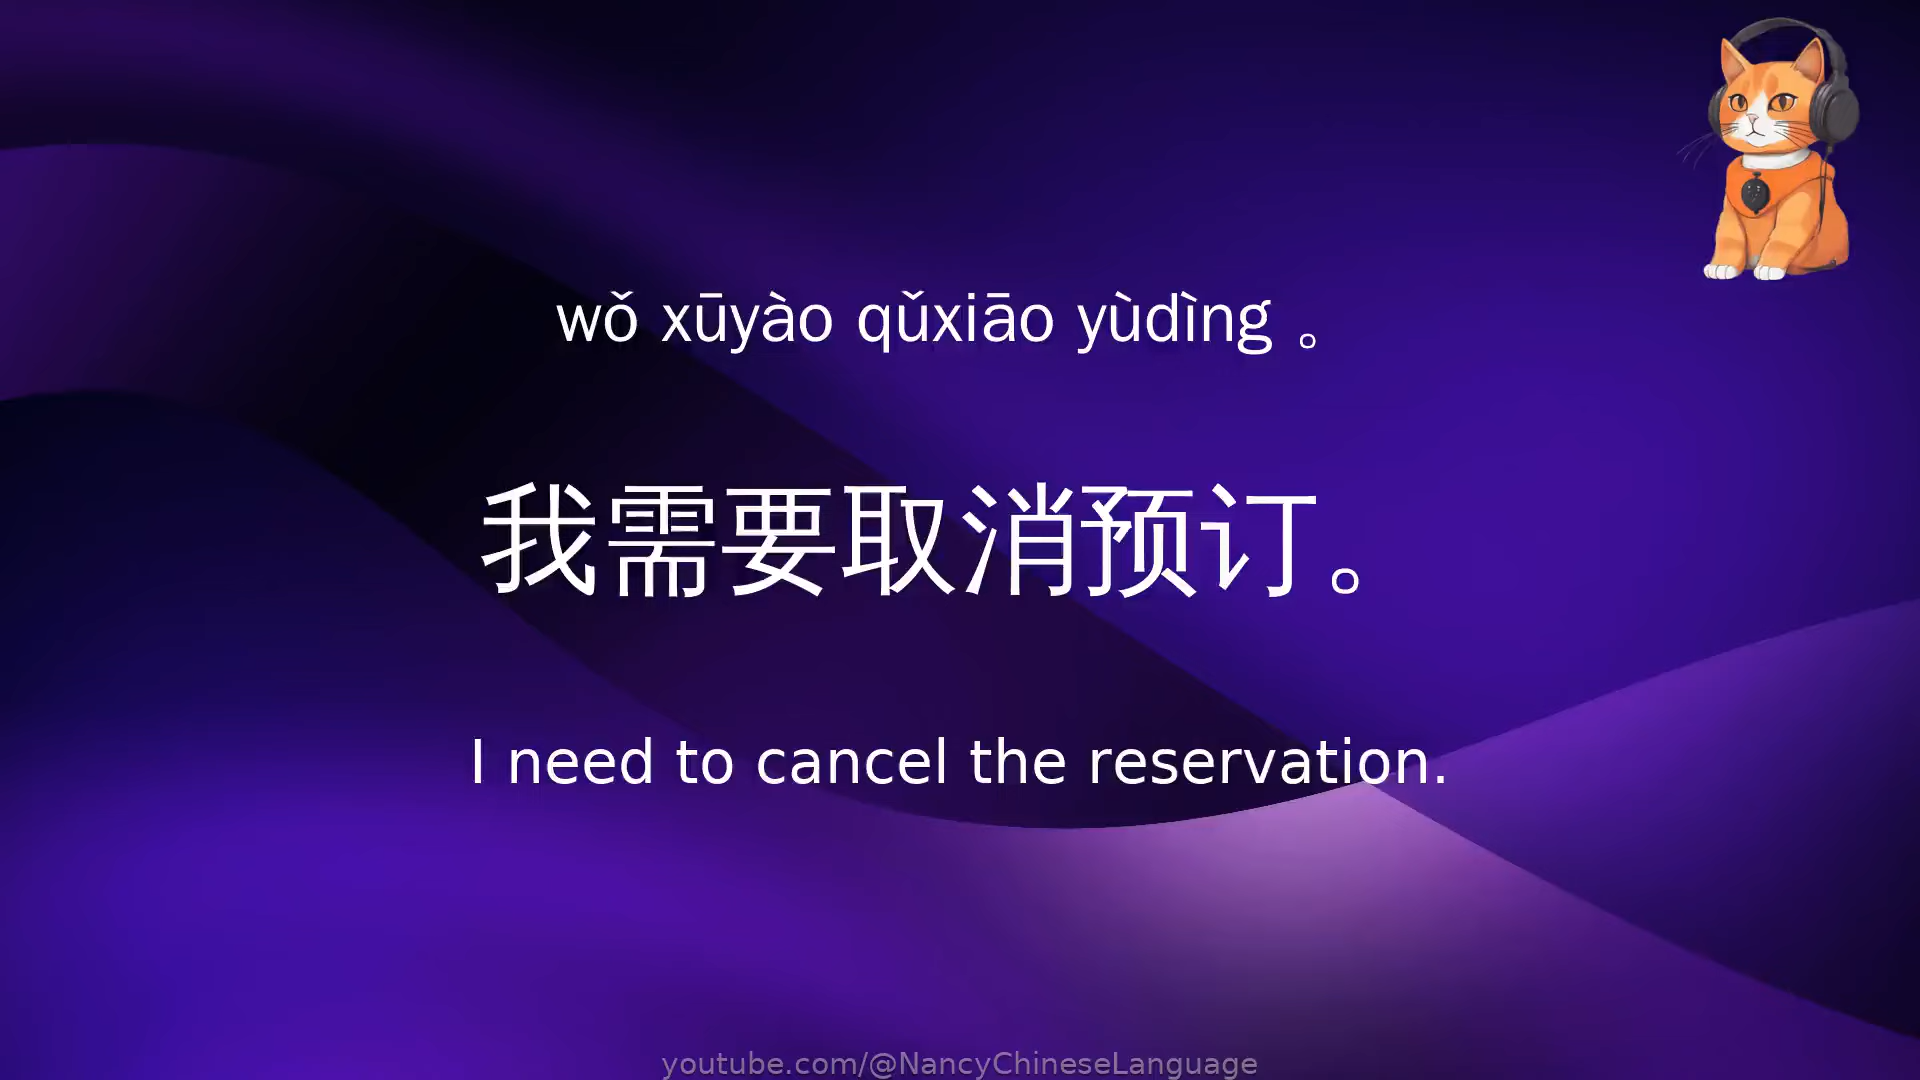 wǒ xūyào qǔxiāo yùdìng 。
我需要取消预订。
I need to cancel the reservation.
youtube.com/@NancyChineseLanguage